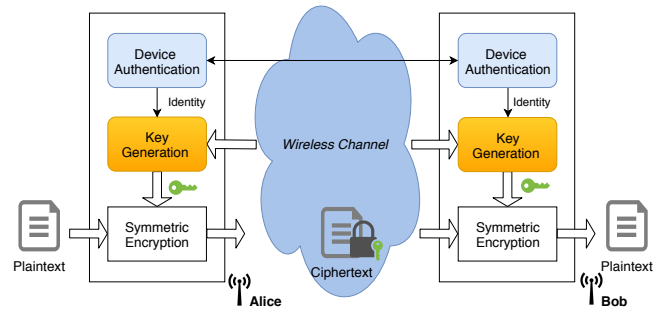 Device
Authentication
Identity
Key
Generation
Symmetric
Encryption
Plaintext
Alice
Wireless Channel
Ciphertext
Device
Authentication
Identity
Key
Generation
Symmetric
Encryption
Plaintext
Bob